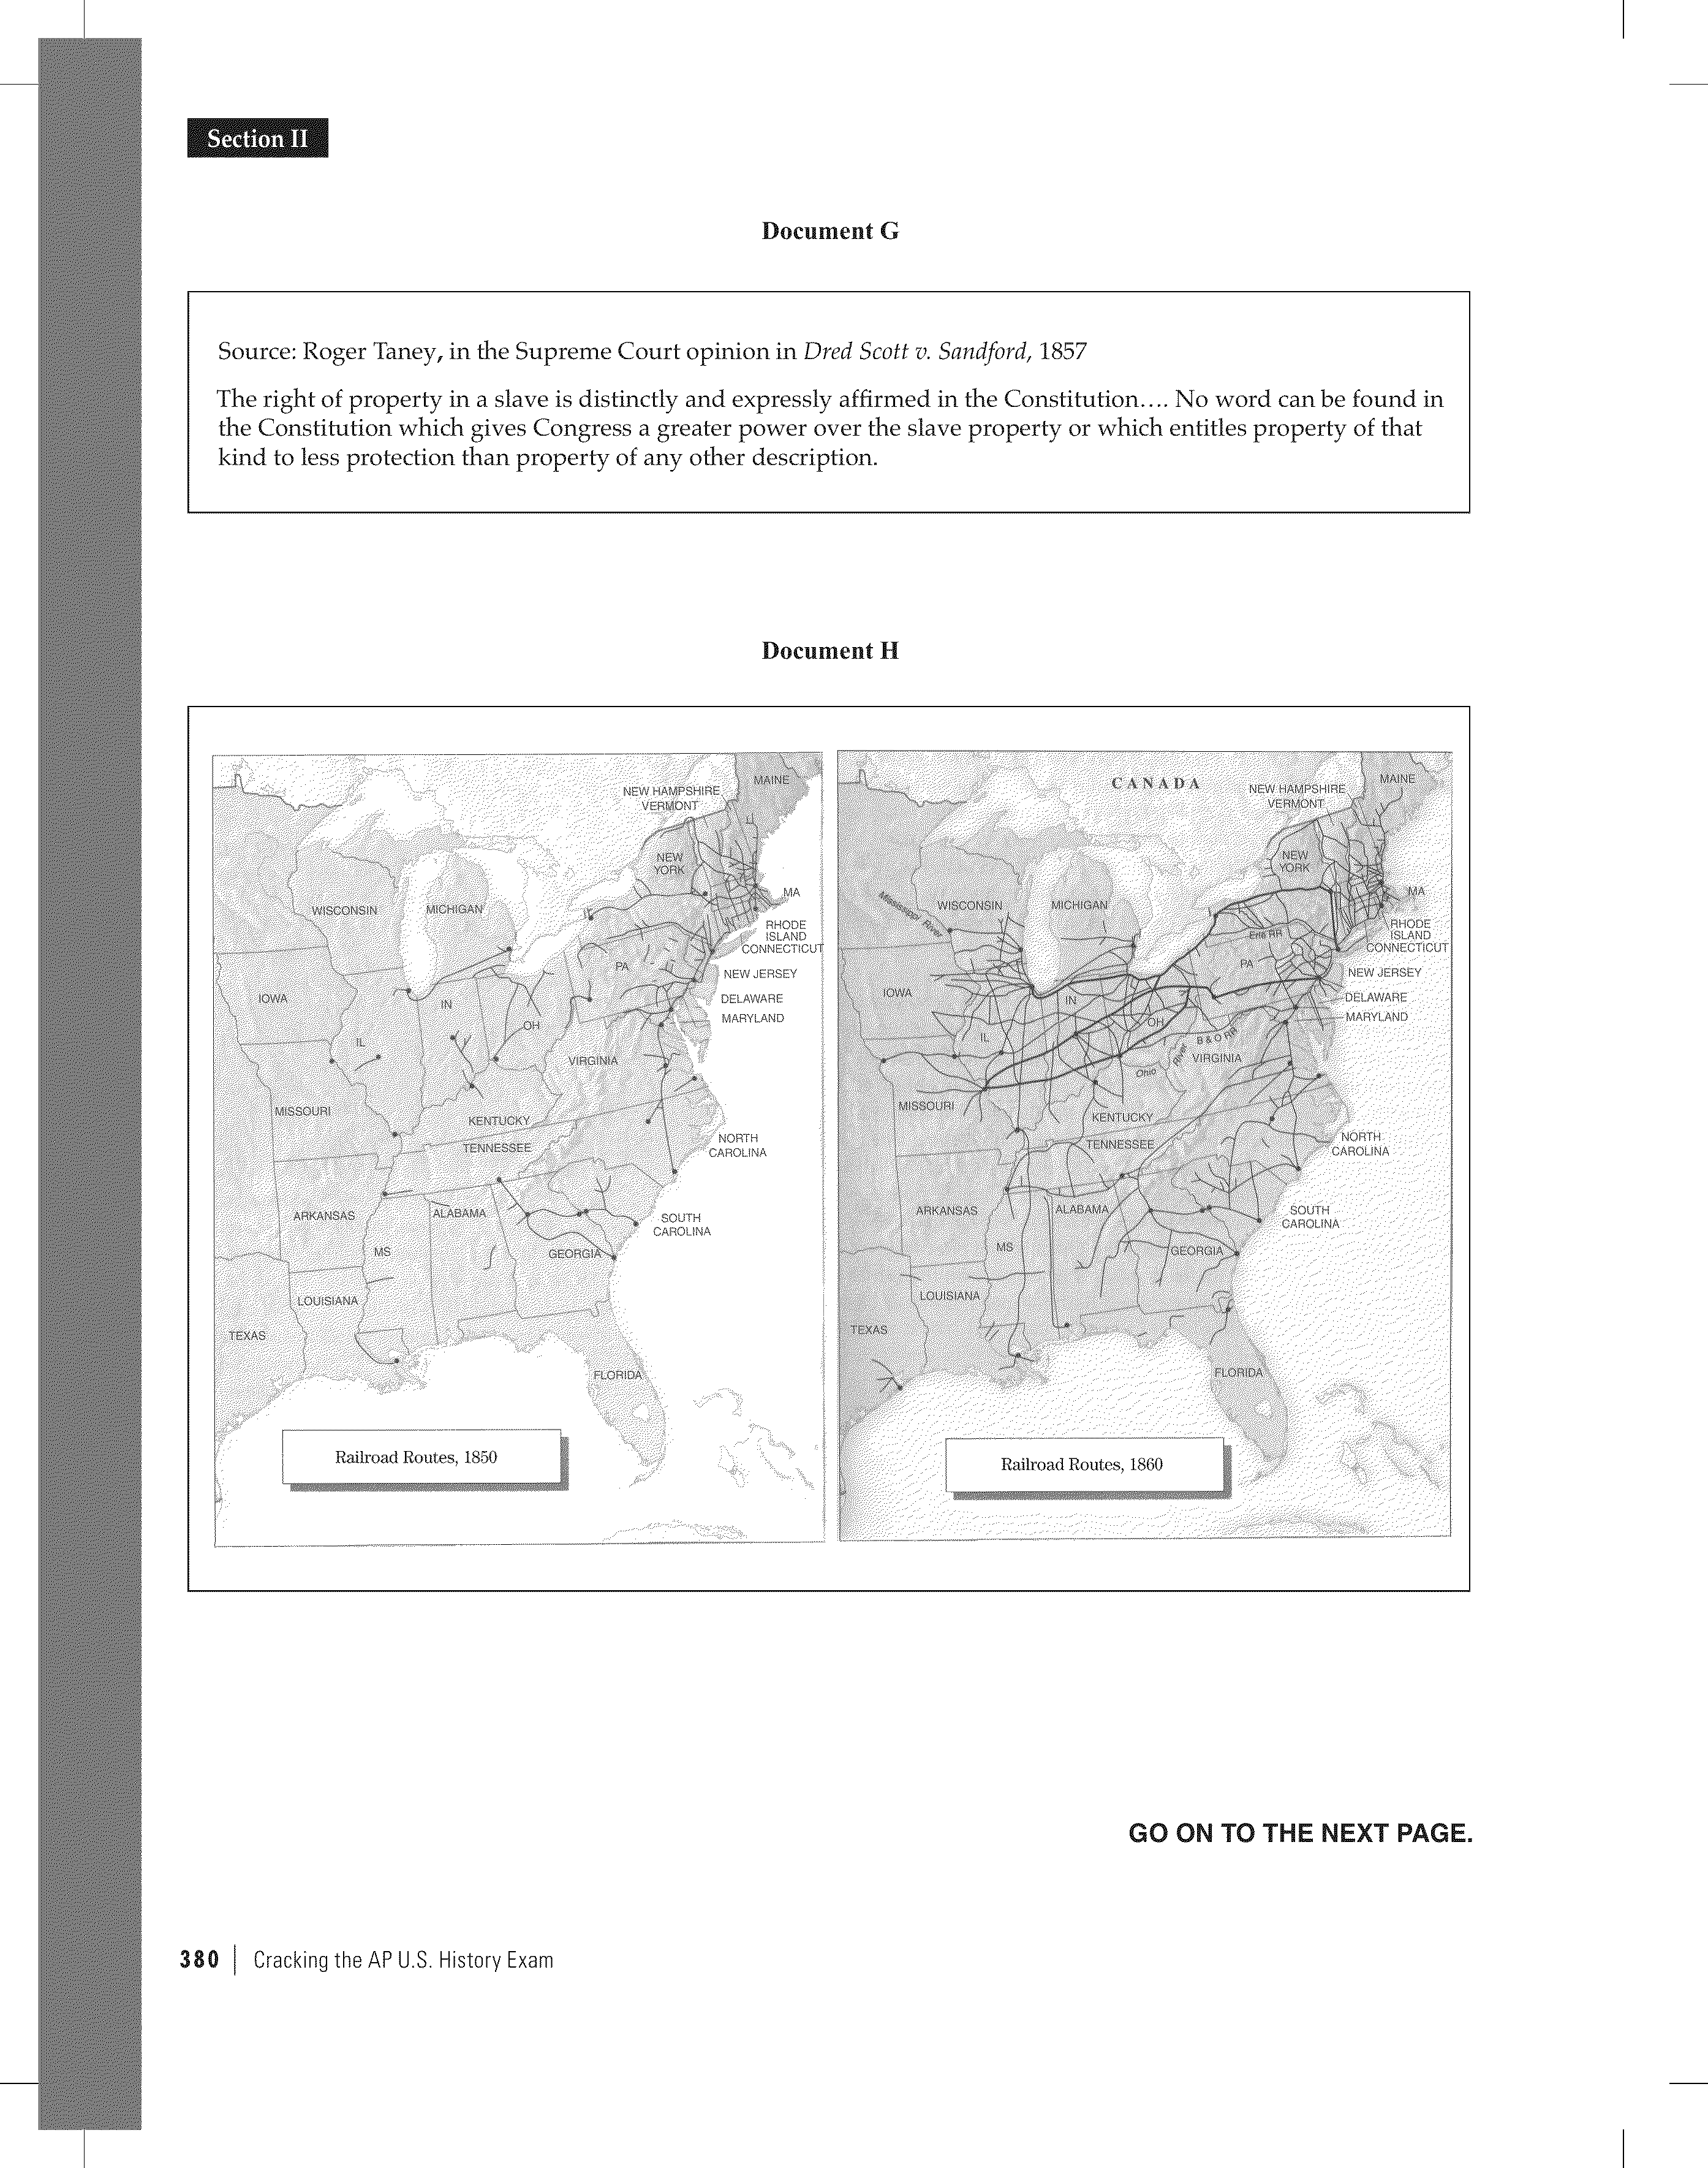 Section II
Document G
Source: Roger Taney, in the Supreme Court opinion in Dred Scott v. Sandford, 1857
The right of property in a slave is distinctly and expressly affirmed in the Constitution…. No word can be found in
the Constitution which gives Congress a greater power over the slave property or which entitles property of that
kind to less protection than property of any other description.
Document H
MAINE
NEW HAMPSHIRE
VERMONT
NEW
YORK
MA
WISCONSIN
MICHIGAN
RHODE
ISLAND
CONNECTICUT
PA
NEW JERSEY
IOWA
IN
DELAWARE
MARYLAND
OH
IL
VIRGINIA
MISSOURI
KENTUCKY
NORTH
CAROLINA
TENNESSEE
ARKANSAS
ALABAMA
SOUTH
CAROLINA
MS
GEORGIA
LOUISIANA
TEXAS
FLORIDA
Railroad Routes, 1850
CANADA
MAINE
NEW HAMPSHIRE
VERMONT
NEW
YORK
MA
Mississippi River
WISCONSIN
MICHIGAN
RHODE
ISLAND
CONNECTICUT
Erie RR
PA
NEW JERSEY
IOWA
IN
DELAWARE
MARYLAND
OH
B & O RR
IL
VIRGINIA
Ohio River
MISSOURI
KENTUCKY
NORTH
CAROLINA
TENNESSEE
ARKANSAS
ALABAMA
SOUTH
CAROLINA
MS
GEORGIA
LOUISIANA
TEXAS
FLORIDA
Railroad Routes, 1860
GO ON TO THE NEXT PAGE.
380 | Cracking the AP U.S. History Exam